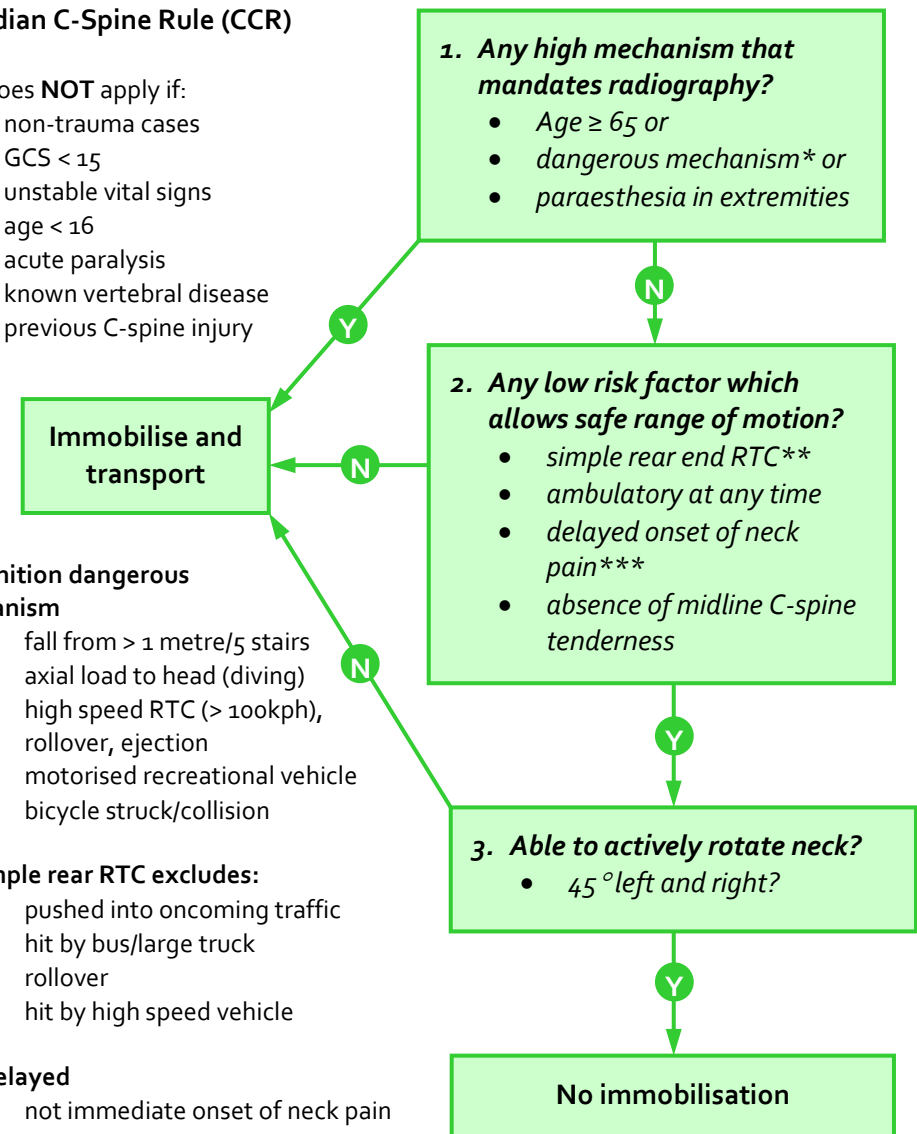 dian C-Spine Rule (CCR)
oes NOT apply if:
non-trauma cases
GCS < 15
unstable vital signs
age < 16
acute paralysis
known vertebral disease
previous C-spine injury
1. Any high mechanism that
mandates radiography?
• Age ≥ 65 or
• dangerous mechanism* or
• paraesthesia in extremities
Y
N
2. Any low risk factor which
allows safe range of motion?
• simple rear end RTC**
• ambulatory at any time
• delayed onset of neck
pain***
• absence of midline C-spine
tenderness
N
Immobilise and
transport
Y
N
3. Able to actively rotate neck?
• 45° left and right?
Y
No immobilisation
nition dangerous
anism
fall from > 1 metre/5 stairs
axial load to head (diving)
high speed RTC (> 100kph),
rollover, ejection
motorised recreational vehicle
bicycle struck/collision
ple rear RTC excludes:
pushed into oncoming traffic
hit by bus/large truck
rollover
hit by high speed vehicle
elayed
not immediate onset of neck pain